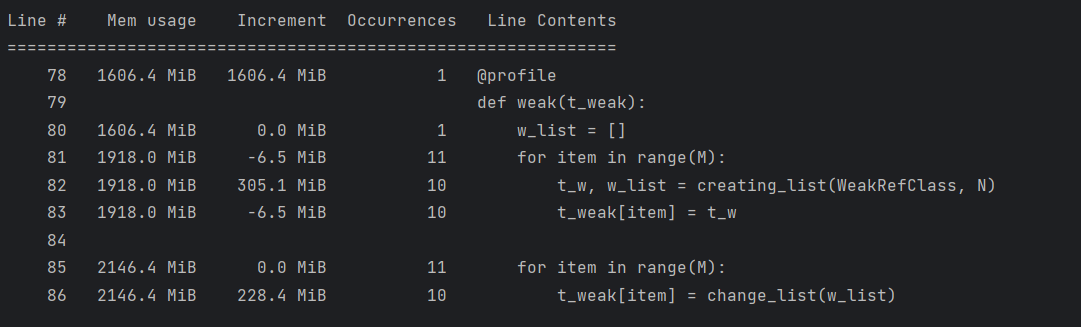 Line #    Mem usage    Increment  Occurrences   Line Contents
=============================================================
    78   1606.4 MiB   1606.4 MiB           1   @profile
    79                                         def weak(t_weak):
    80   1606.4 MiB      0.0 MiB           1       w_list = []
    81   1918.0 MiB     -6.5 MiB          11       for item in range(M):
    82   1918.0 MiB    305.1 MiB          10           t_w, w_list = creating_list(WeakRefClass, N)
    83   1918.0 MiB     -6.5 MiB          10           t_weak[item] = t_w
    84
    85   2146.4 MiB      0.0 MiB          11       for item in range(M):
    86   2146.4 MiB    228.4 MiB          10           t_weak[item] = change_list(w_list)